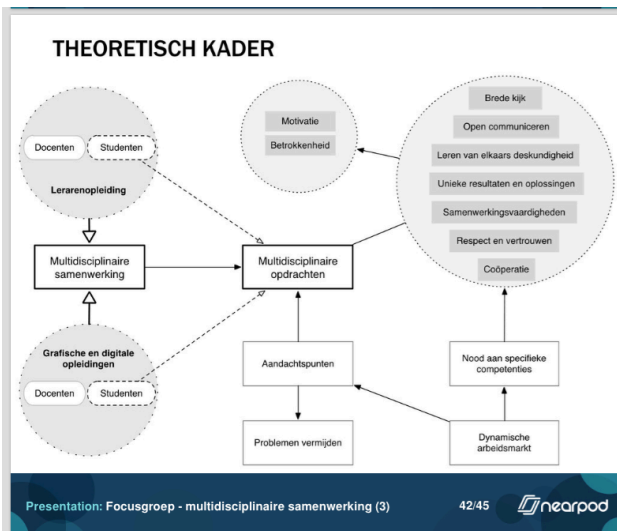 THEORETISCH KADER
Docenten
Studenten
Lerarenopleiding
Multidisciplinaire
samenwerking
Grafische en digitale
opleidingen
Docenten
Studenten
Motivatie
Betrokkenheid
Multidisciplinaire
opdrachten
Aandachtspunten
Problemen vermijden
Brede kijk
Open communiceren
Leren van elkaars deskundigheid
Unieke resultaten en oplossingen
Samenwerkingsvaardigheden
Respect en vertrouwen
Coöperatie
Nood aan specifieke
competenties
Dynamische
arbeidsmarkt
Presentation: Focusgroep - multidisciplinaire samenwerking (3)
42/45
nearpod